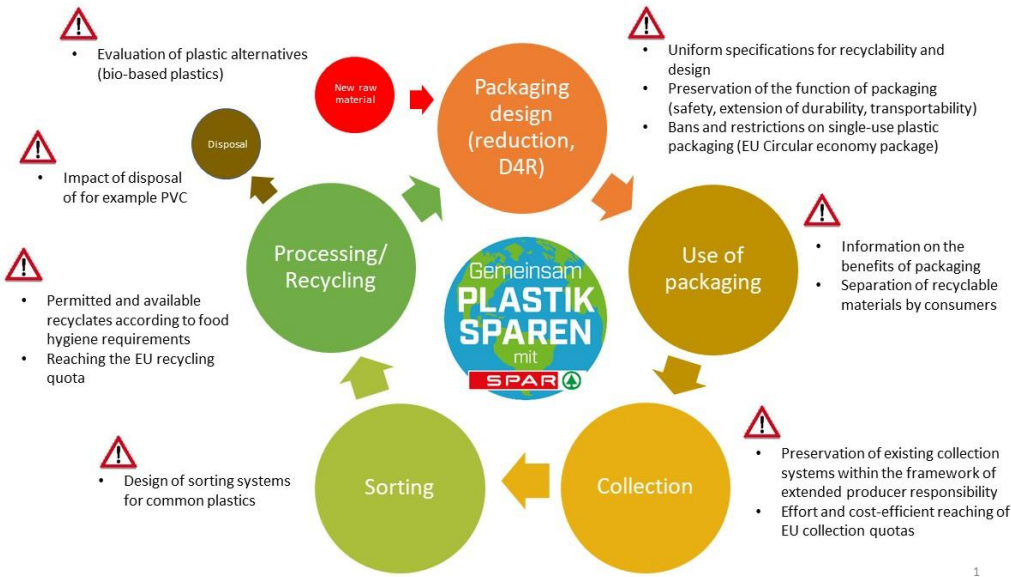 • Evaluation of plastic alternatives
(bio-based plastics)
New raw
material
Packaging
design
(reduction,
D4R)
• Uniform specifications for recyclability and
design
• Preservation of the function of packaging
(safety, extension of durability, transportability)
• Bans and restrictions on single-use plastic
packaging (EU Circular economy package)
Disposal
• Impact of disposal
of for example PVC
Processing/
Recycling
Use of
packaging
• Information on the
benefits of packaging
• Separation of recyclable
materials by consumers
Gemeinsam
PLASTIK
SPAREN
mit
SPAR
• Permitted and available
recyclates according to food
hygiene requirements
• Reaching the EU recycling
quota
• Design of sorting systems
for common plastics
Sorting
Collection
• Preservation of existing collection
systems within the framework of
extended producer responsibility
• Effort and cost-efficient reaching of
EU collection quotas
1